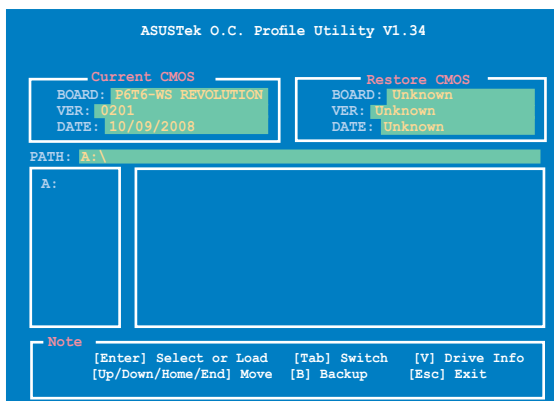 ASUSTek O.C. Profile Utility V1.34
Current CMOS
BOARD: P6T6-WS REVOLUTION
VER: 0201
DATE: 10/09/2008
Restore CMOS
BOARD: Unknown
VER: Unknown
DATE: Unknown
PATH: A:\
A:
Note
[Enter] Select or Load [Tab] Switch [V] Drive Info
[Up/Down/Home/End] Move [B] Backup [Esc] Exit